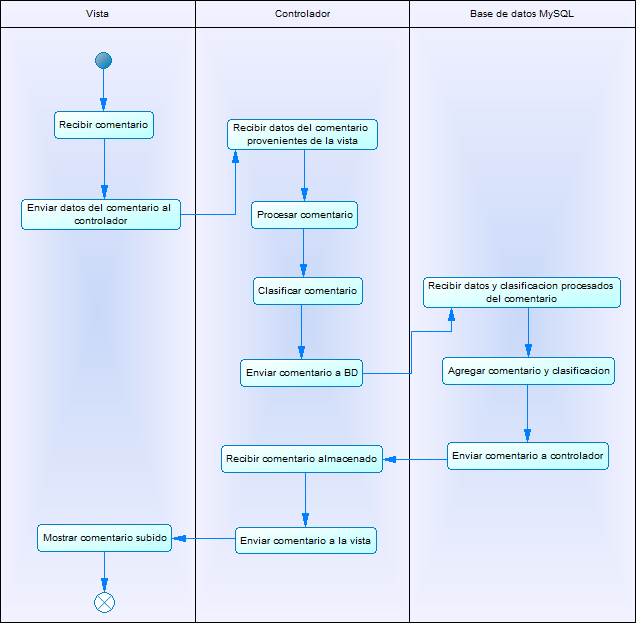 Vista
Controlador
Base de datos MySQL
Recibir comentario
Enviar datos del comentario al
controlador
Recibir datos del comentario
provenientes de la vista
Procesar comentario
Clasificar comentario
Enviar comentario a BD
Recibir datos y clasificacion procesados
del comentario
Agregar comentario y clasificacion
Enviar comentario a controlador
Recibir comentario almacenado
Enviar comentario a la vista
Mostrar comentario subido